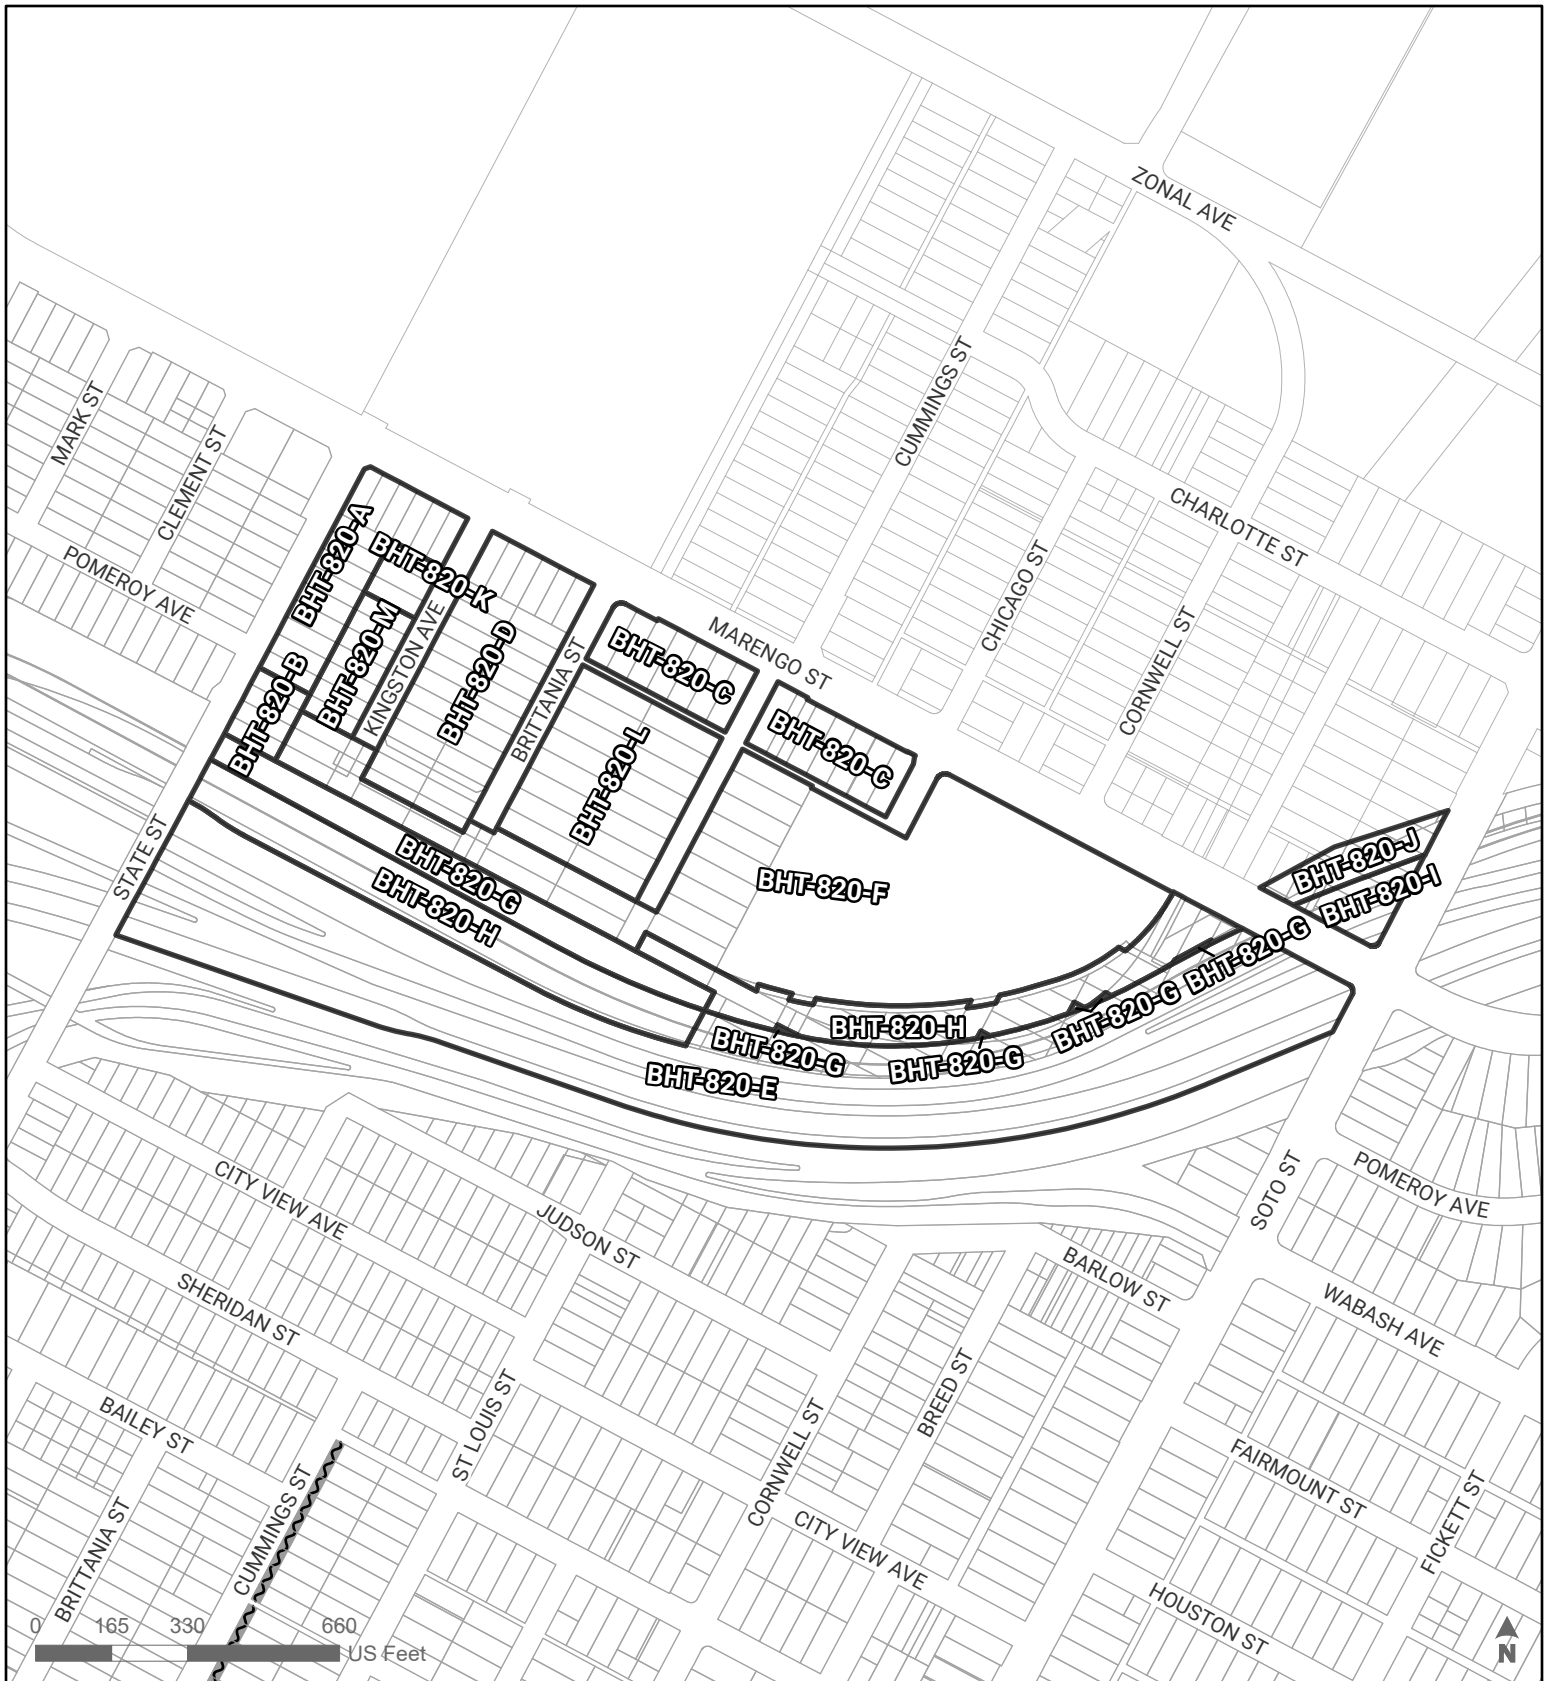 ZONAL AVE
CUMMINGS ST
MARK ST
CLEMENT ST
CHARLOTTE ST
BHT-820-A
BHT-820-K
POMEROY AVE
CHICAGO ST
BHT-820-M
KINGSTON AVE
BHT-820-D
BRITTANIA ST
BHT-820-C
MARENGO ST
CORNWELL ST
BHT-820-B
BHT-820-C
BHT-820-L
STATE ST
BHT-820-J
BHT-820-G
BHT-820-F
BHT-820-I
BHT-820-H
BHT-820-G
BHT-820-G
BHT-820-H
BHT-820-G
BHT-820-G
BHT-820-E
CITY VIEW AVE
JUDSON ST
SOTO ST
POMEROY AVE
BARLOW ST
SHERIDAN ST
WABASH AVE
BREED ST
BAILEY ST
ST LOUIS ST
CORNWELL ST
FAIRMOUNT ST
CUMMINGS ST
BRITTANIA ST
CITY VIEW AVE
FICKETT ST
HOUSTON ST
0 165 330 660
US Feet
N